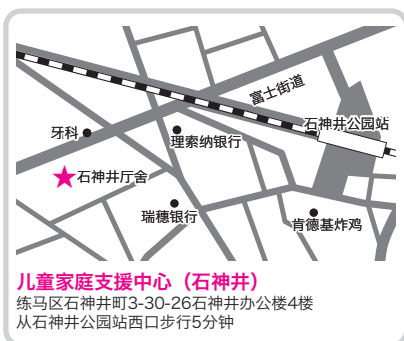 富士街道
石神井公园站
牙科
理索纳银行
石神井厅舍
瑞穗银行
肯德基炸鸡
儿童家庭支援中心（石神井）
练马区石神井町3-30-26石神井办公楼4楼
从石神井公园站西口步行5分钟